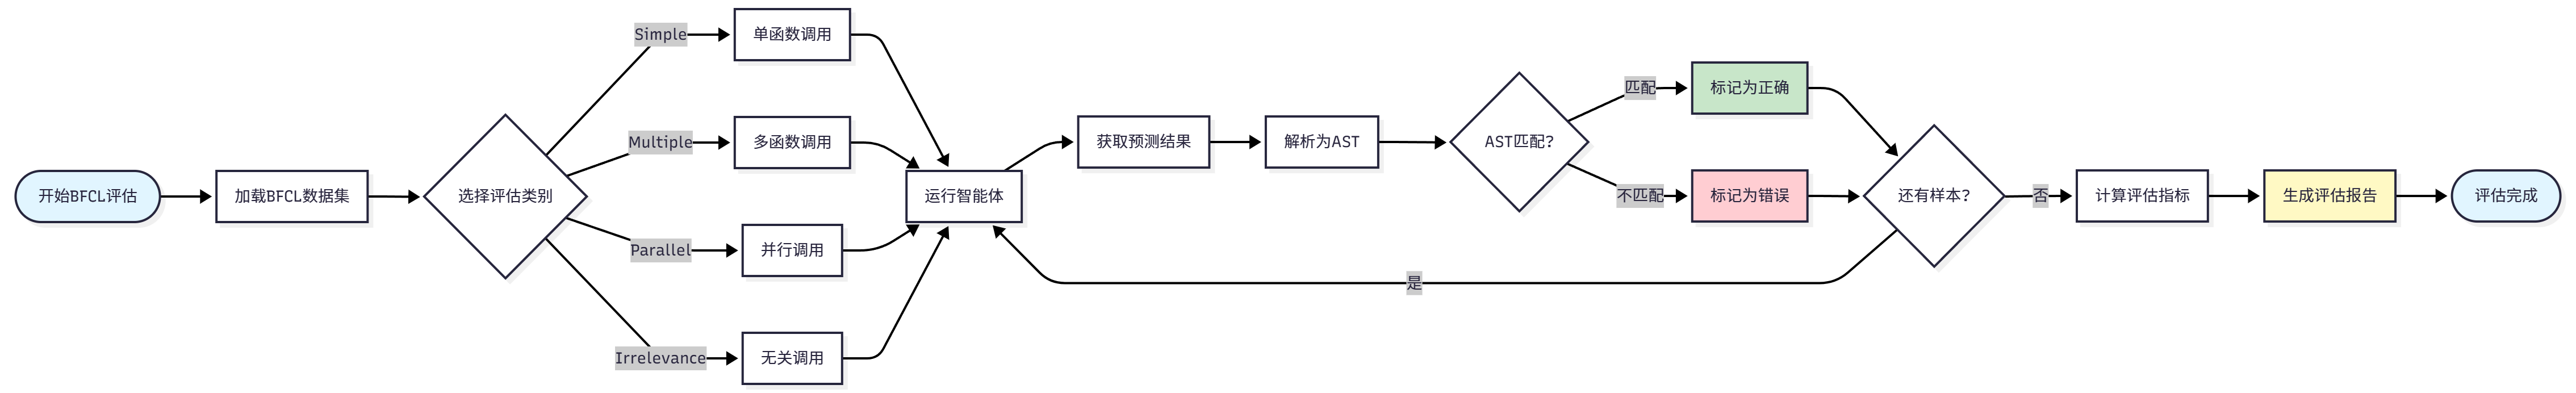 开始BFCL评估
加载BFCL数据集
选择评估类别
Simple
单函数调用
Multiple
多函数调用
Parallel
并行调用
Irrelevance
无关调用
运行智能体
获取预测结果
解析为AST
AST匹配?
匹配
标记为正确
不匹配
标记为错误
还有样本?
是
否
计算评估指标
生成评估报告
评估完成